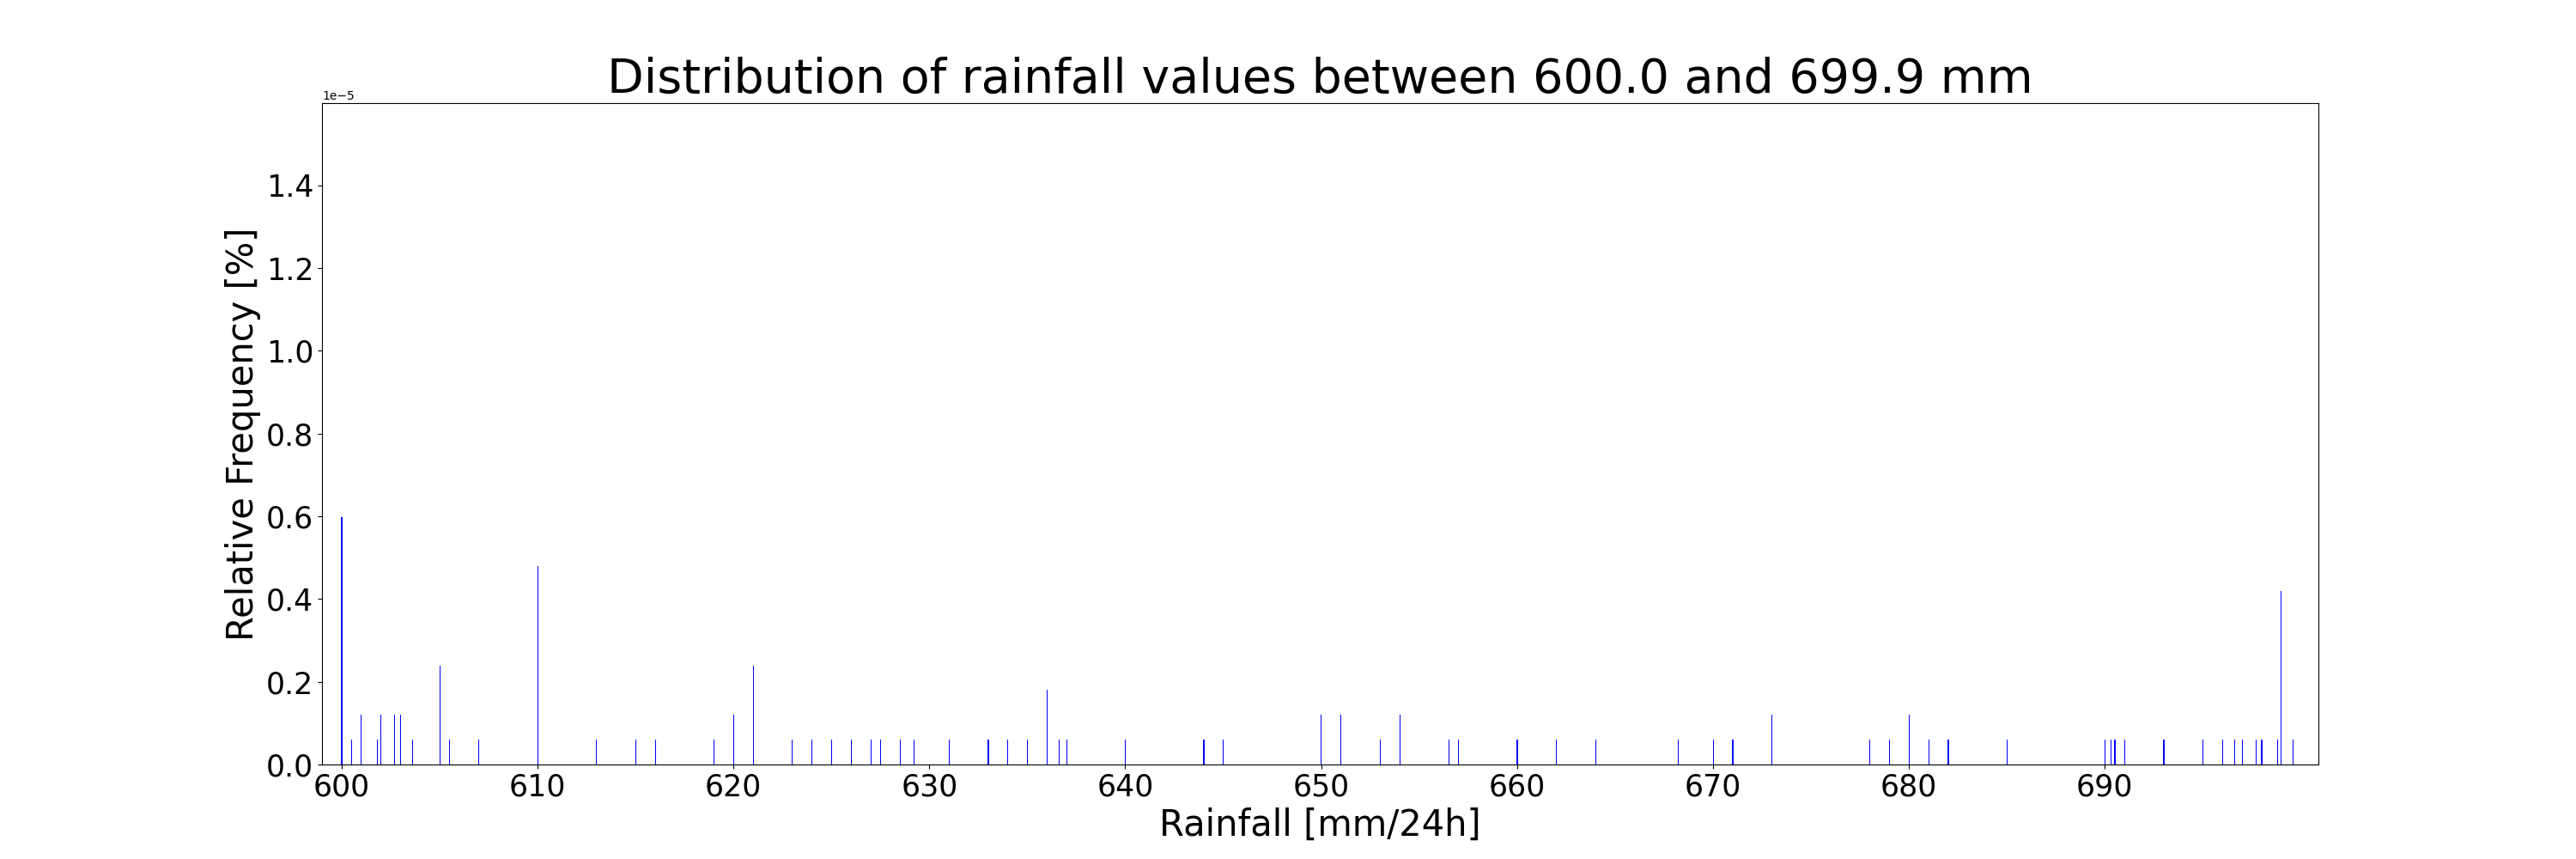 Distribution of rainfall values between 600.0 and 699.9 mm
1e−5
1.4
1.2
1.0
0.8
0.6
0.4
0.2
0.0
Relative Frequency [%]
600 610 620 630 640 650 660 670 680 690
Rainfall [mm/24h]